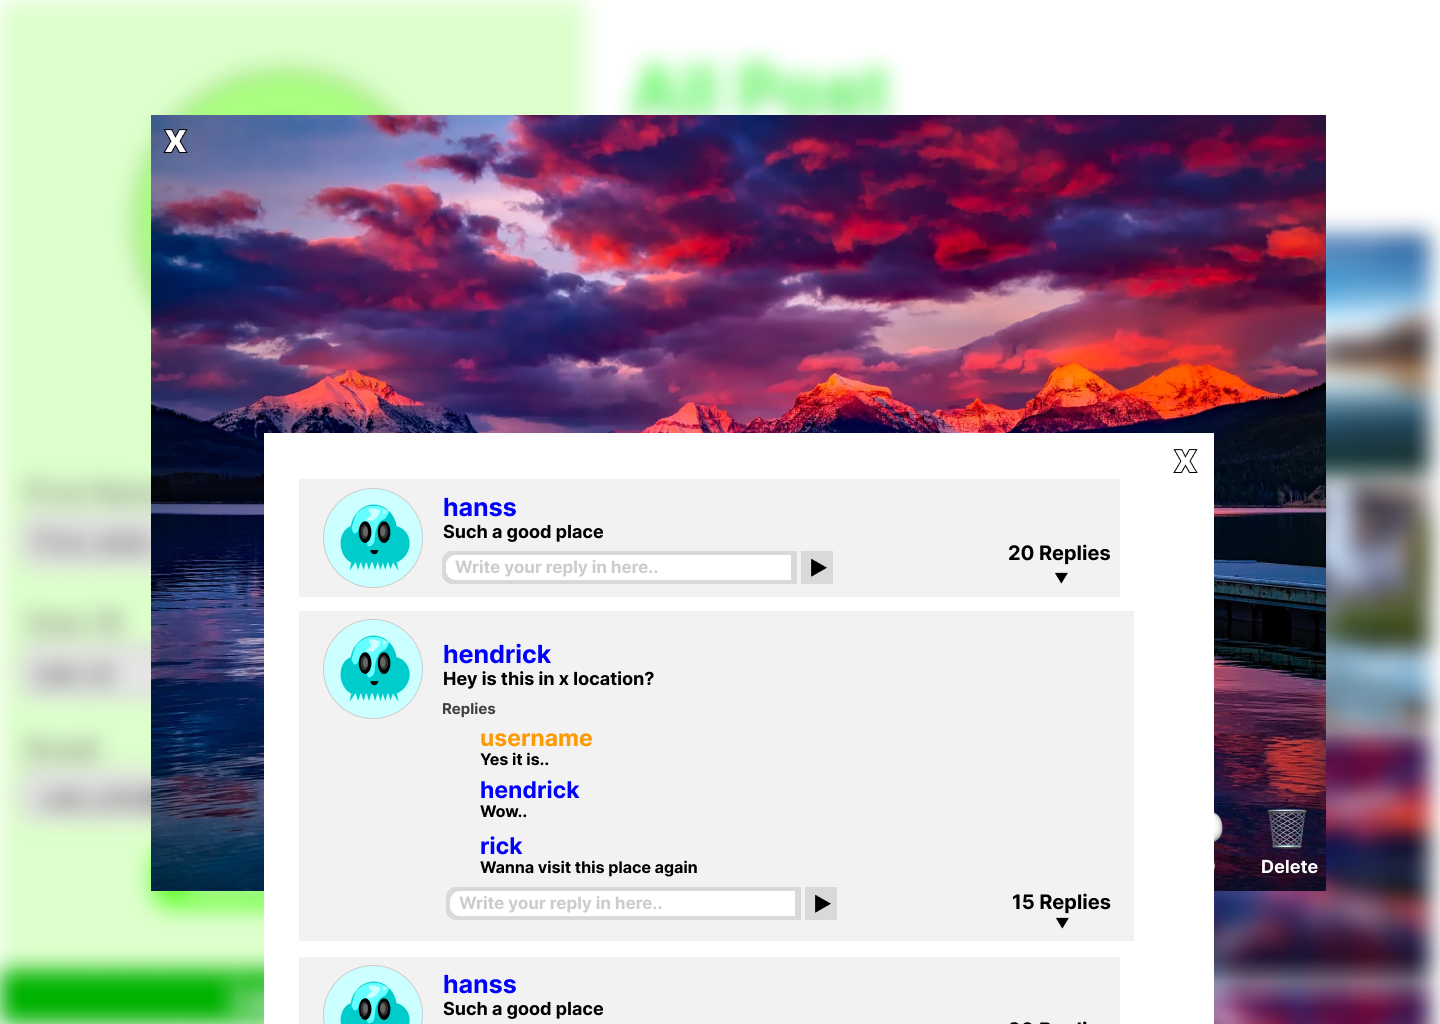 All Post
X
X
hanss
Such a good place
Write your reply in here..
20 Replies
hendrick
Hey is this in x location?
Replies
username
Yes it is..
hendrick
Wow..
rick
Wanna visit this place again
Write your reply in here..
15 Replies
Delete
hanss
Such a good place